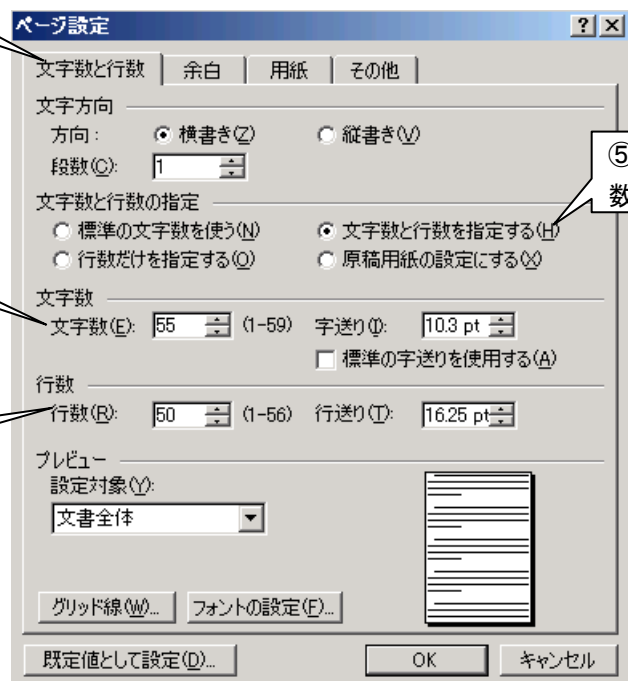 ページ設定
文字数と行数 余白 用紙 その他
文字方向
方向: 横書き(Z) 縦書き(V)
段数(C): 1
⑤
数
文字数と行数の指定
標準の文字数を使う(N) 文字数と行数を指定する(H)
行数だけを指定する(O) 原稿用紙の設定にする(X)
文字数
文字数(E): 55 (1-59) 字送り(I): 10.3 pt
標準の字送りを使用する(A)
行数
行数(R): 50 (1-56) 行送り(T): 16.25 pt
プレビュー
設定対象(Y):
文書全体
グリッド線(W)... フォントの設定(F)...
既定値として設定(D)... OK キャンセル